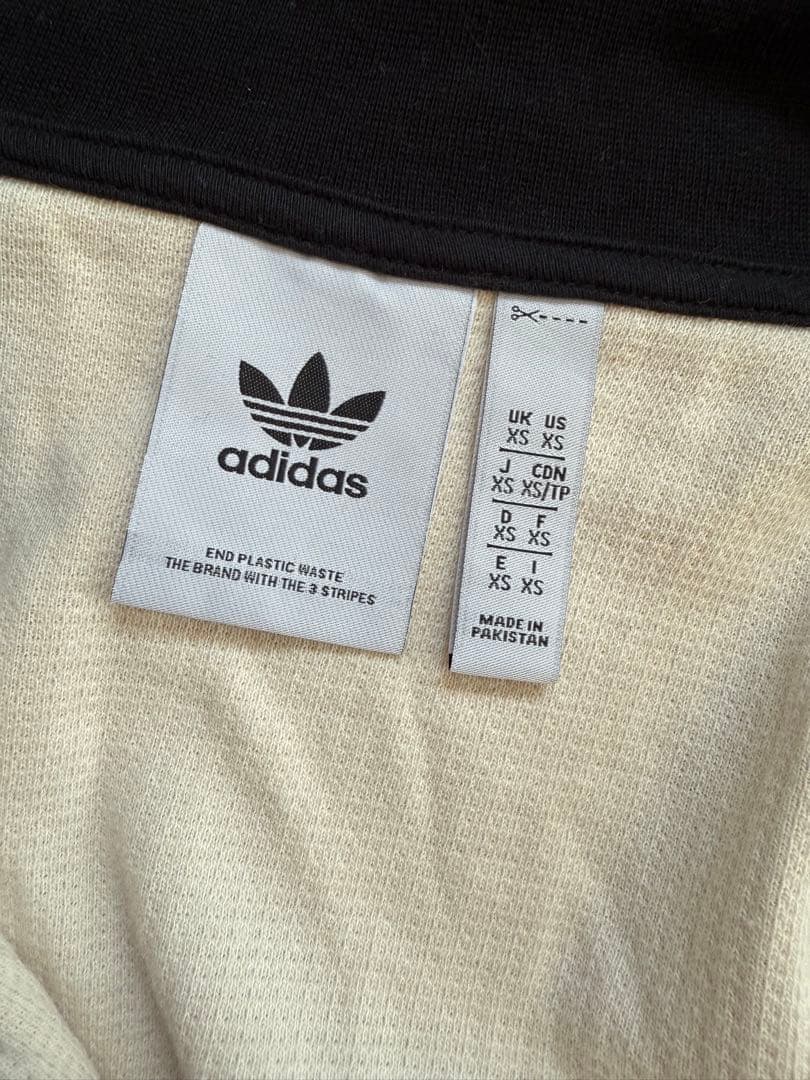 adidas
END PLASTIC WASTE
THE BRAND WITH THE 3 STRIPES
UK US
XS XS
J CDN
XS XS/TP
D F
XS XS
E I
XS XS
MADE IN
PAKISTAN